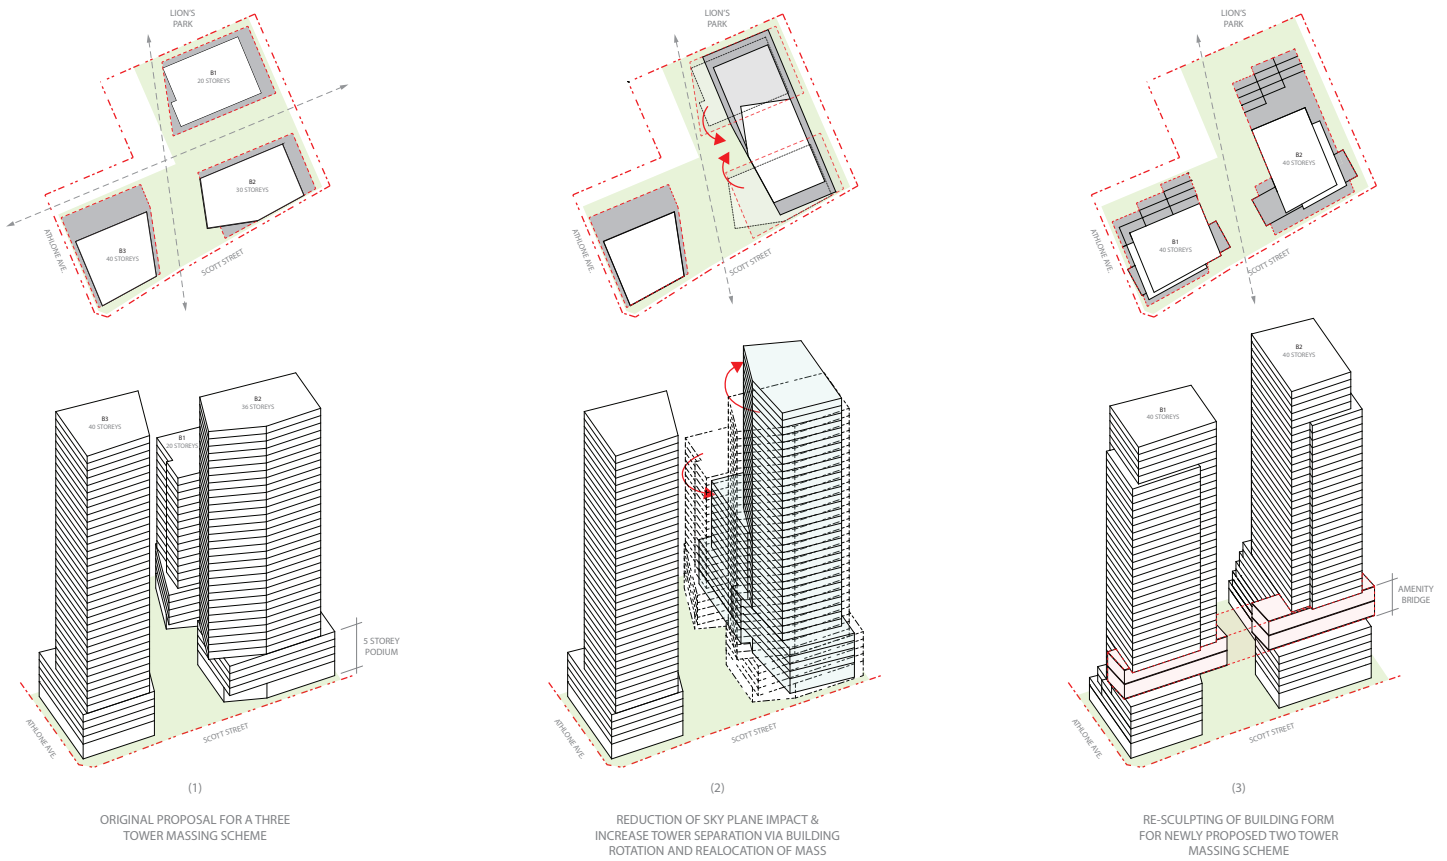 LION'S
PARK
B1
20 STOREYS
B2
30 STOREYS
B3
40 STOREYS
ATHLONE AVE.
SCOTT STREET
LION'S
PARK
ATHLONE AVE.
SCOTT STREET
LION'S
PARK
B2
40 STOREYS
B1
40 STOREYS
ATHLONE AVE.
SCOTT STREET
B3
40 STOREYS
B1
20 STOREYS
B2
36 STOREYS
5 STOREY
PODIUM
ATHLONE AVE.
SCOTT STREET
ATHLONE AVE.
SCOTT STREET
B1
40 STOREYS
B2
40 STOREYS
AMENITY
BRIDGE
ATHLONE AVE.
SCOTT STREET
(1)
ORIGINAL PROPOSAL FOR A THREE
TOWER MASSING SCHEME
(2)
REDUCTION OF SKY PLANE IMPACT &
INCREASE TOWER SEPARATION VIA BUILDING
ROTATION AND REALOCATION OF MASS
(3)
RE-SCULPTING OF BUILDING FORM
FOR NEWLY PROPOSED TWO TOWER
MASSING SCHEME